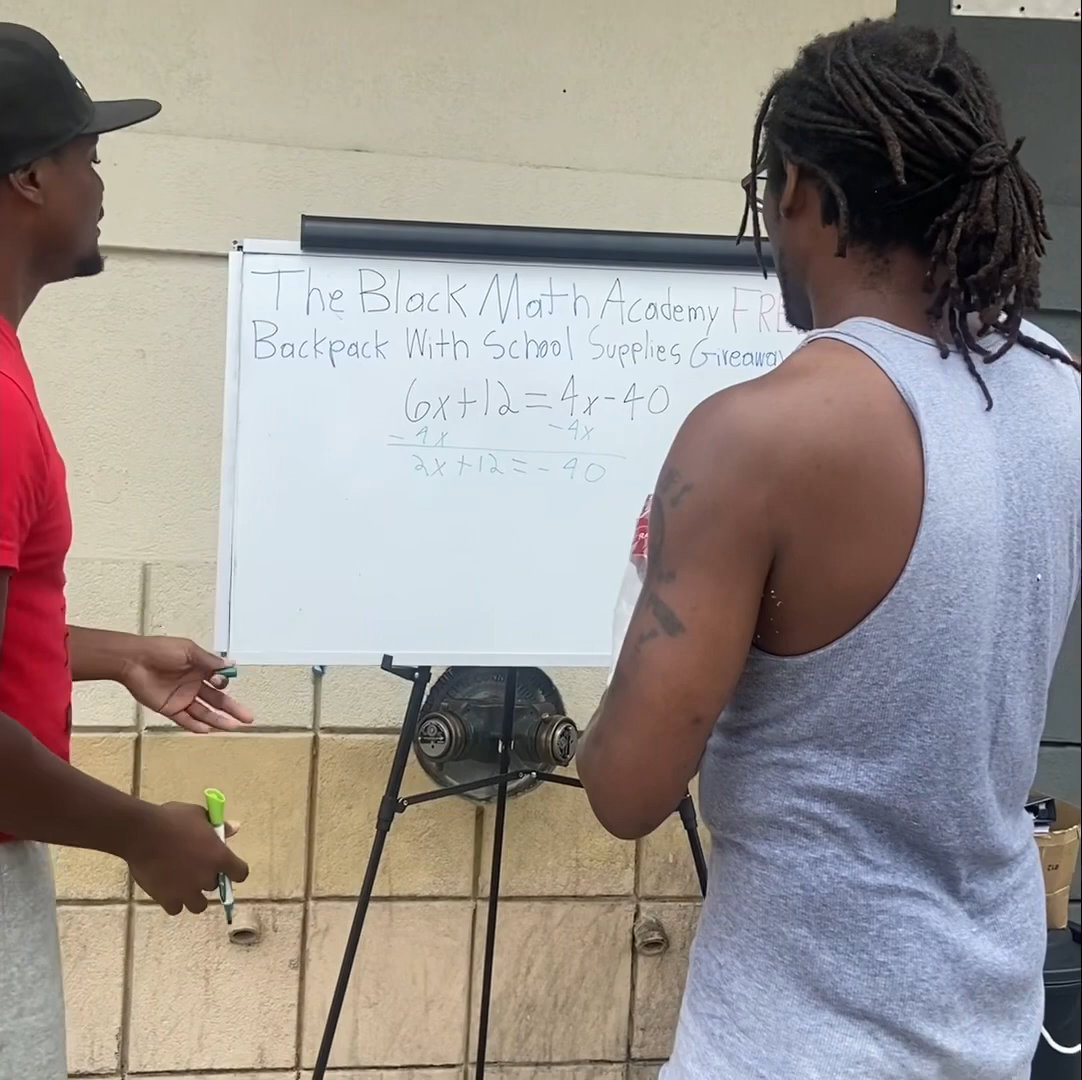 The Black Math Academy FRE
Backpack With School Supplies Giveaway
6x+12=4x-40
-4x -4x
2x+12=-40